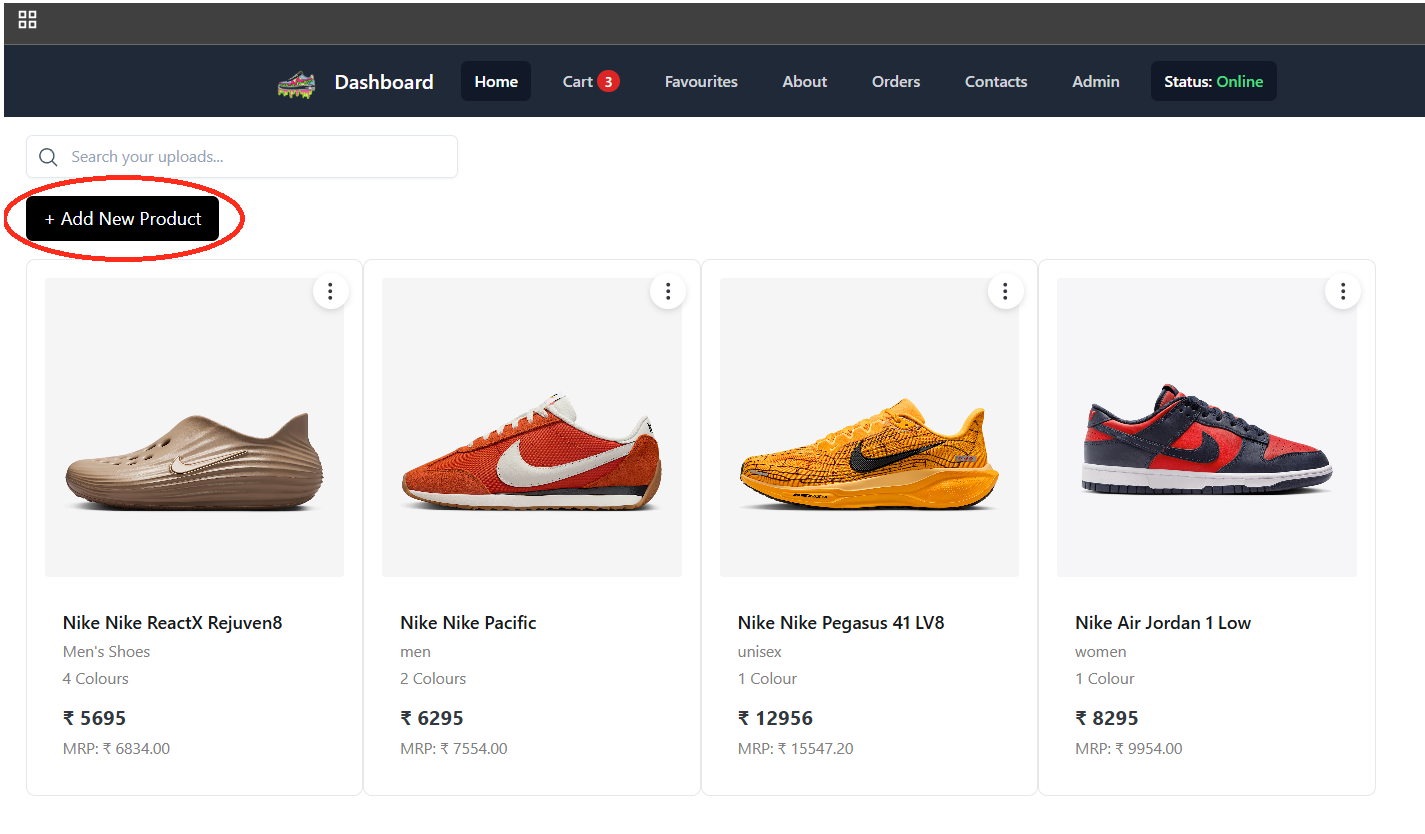 Dashboard Home Cart 3 Favourites About Orders Contacts Admin Status: Online
Search your uploads...
+ Add New Product
Nike Nike ReactX Rejuven8
Men's Shoes
4 Colours
₹ 5695
MRP: ₹ 6834.00
Nike Nike Pacific
men
2 Colours
₹ 6295
MRP: ₹ 7554.00
Nike Nike Pegasus 41 LV8
unisex
1 Colour
₹ 12956
MRP: ₹ 15547.20
Nike Air Jordan 1 Low
women
1 Colour
₹ 8295
MRP: ₹ 9954.00